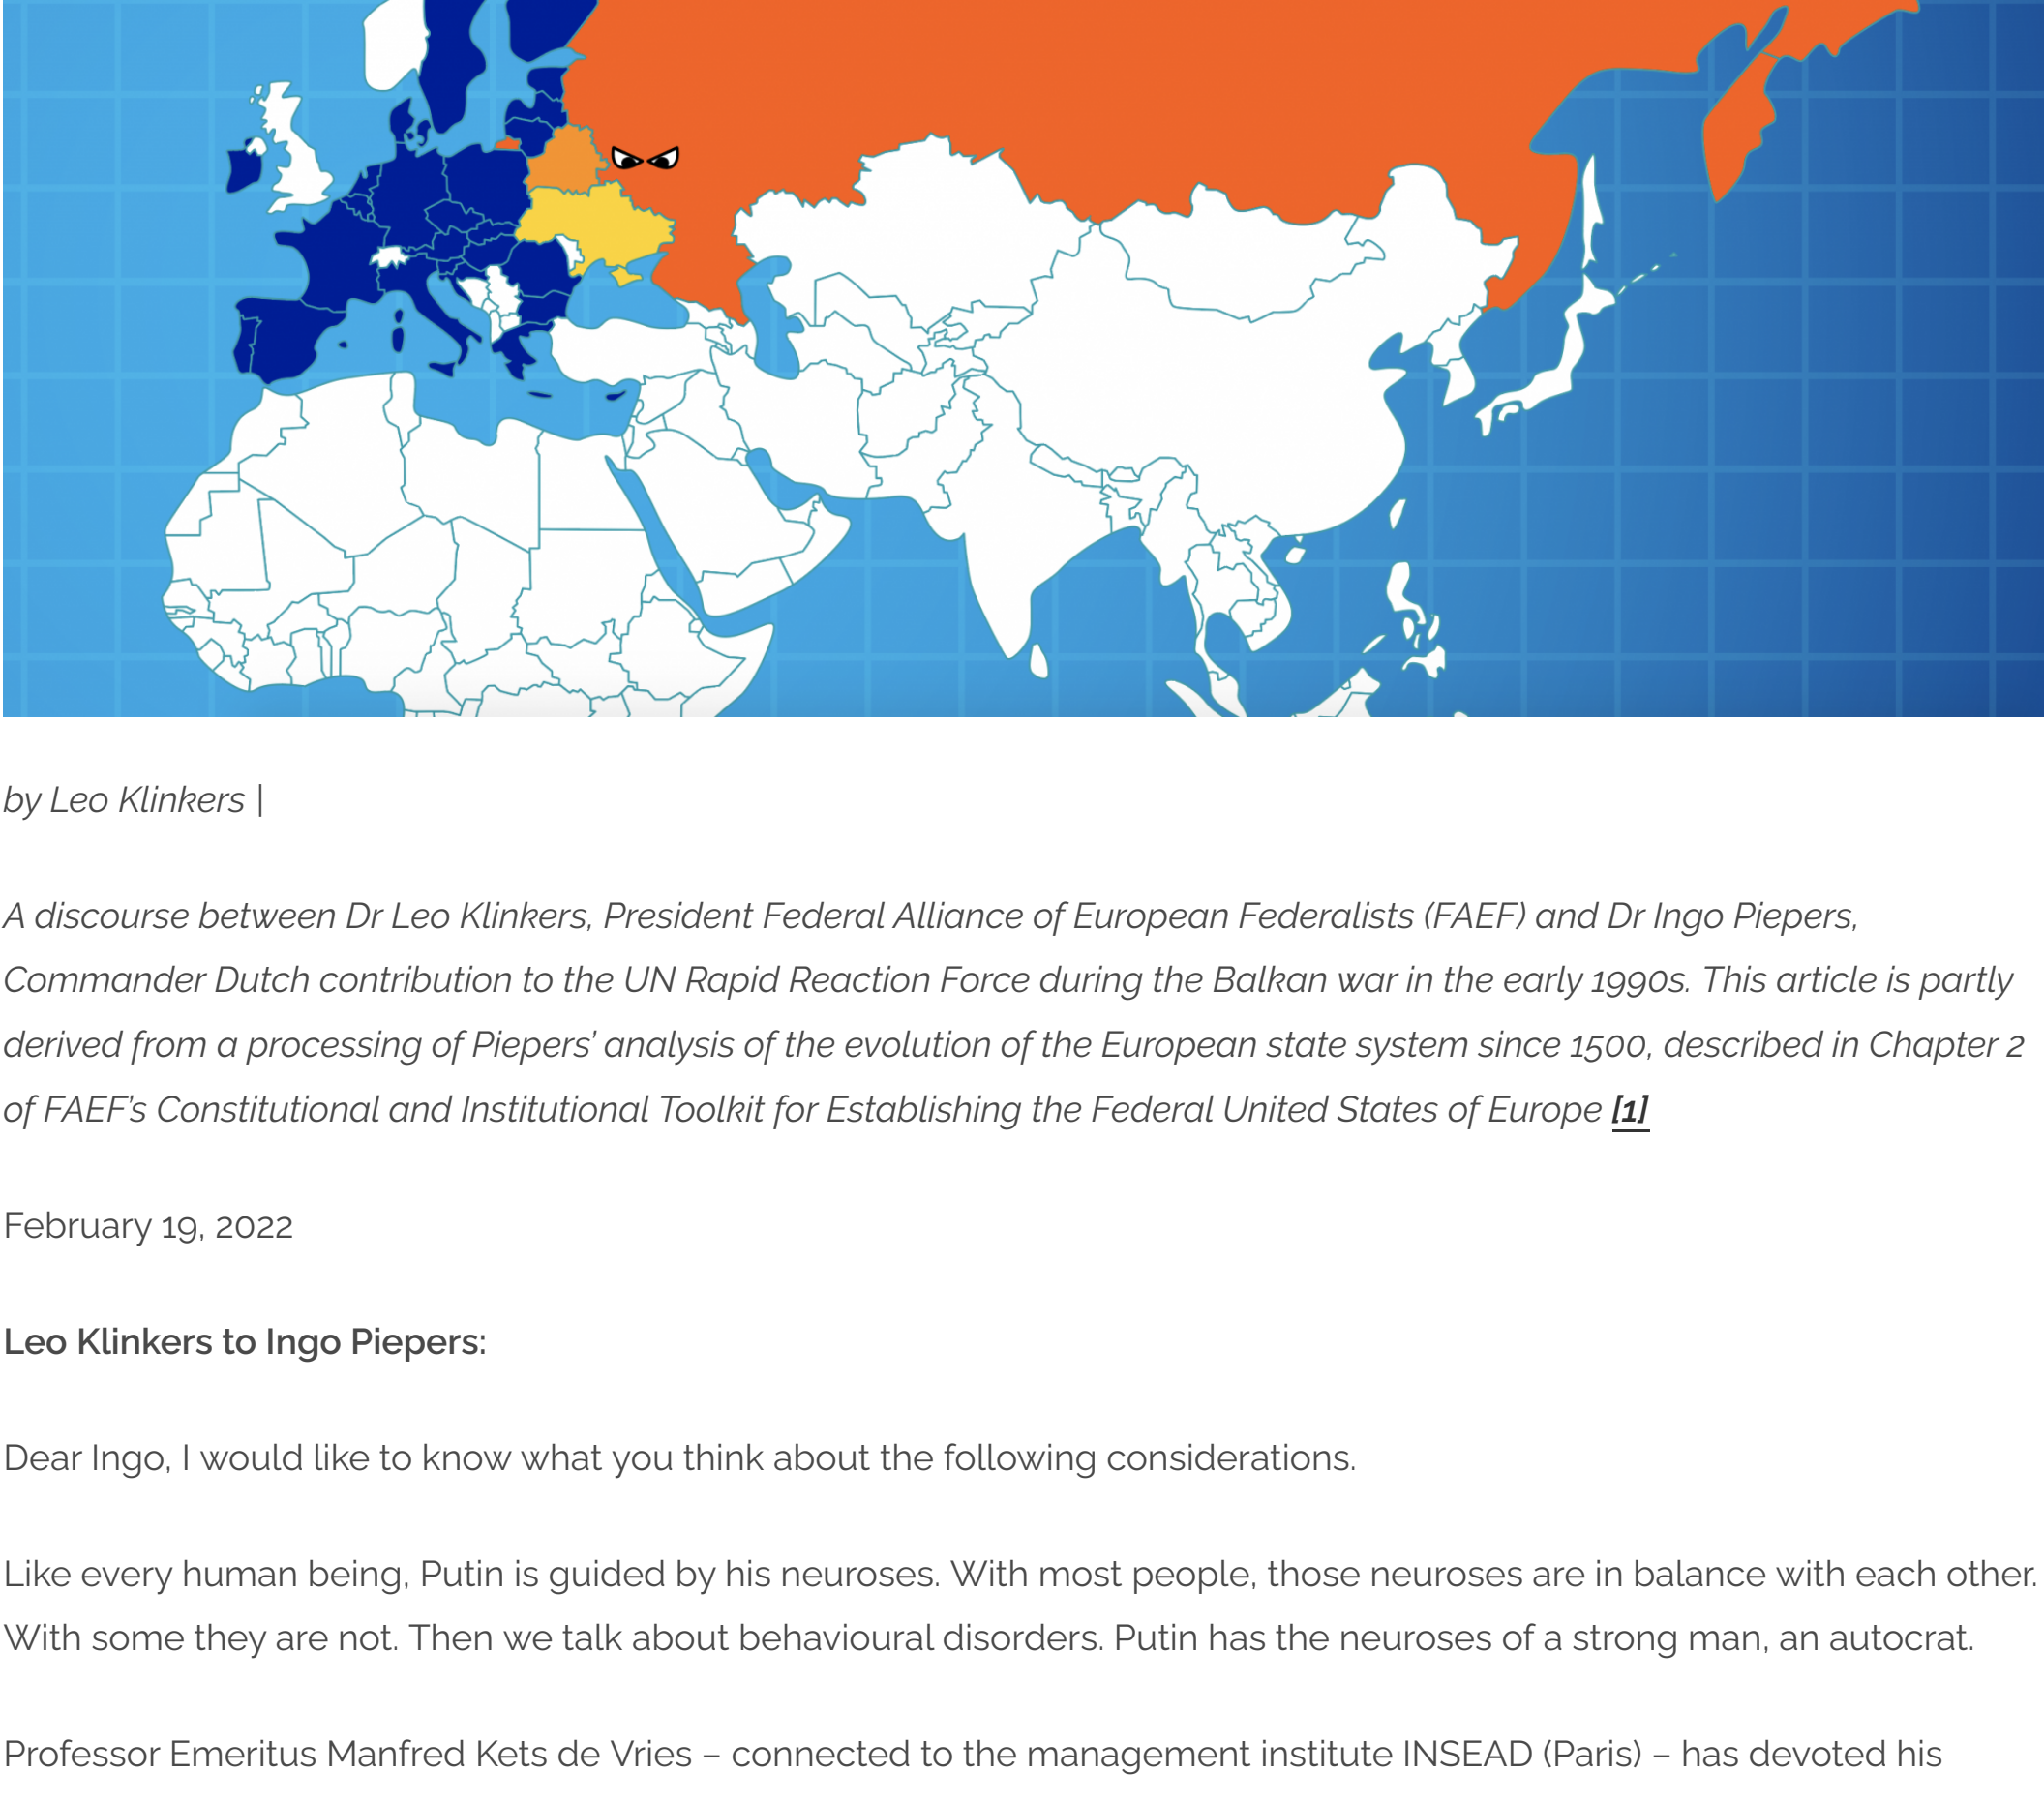 by Leo Klinkers |
A discourse between Dr Leo Klinkers, President Federal Alliance of European Federalists (FAEF) and Dr Ingo Piepers,
Commander Dutch contribution to the UN Rapid Reaction Force during the Balkan war in the early 1990s. This article is partly
derived from a processing of Piepers’ analysis of the evolution of the European state system since 1500, described in Chapter 2
of FAEF’s Constitutional and Institutional Toolkit for Establishing the Federal United States of Europe [1]
February 19, 2022
Leo Klinkers to Ingo Piepers:
Dear Ingo, I would like to know what you think about the following considerations.
Like every human being, Putin is guided by his neuroses. With most people, those neuroses are in balance with each other.
With some they are not. Then we talk about behavioural disorders. Putin has the neuroses of a strong man, an autocrat.
Professor Emeritus Manfred Kets de Vries – connected to the management institute INSEAD (Paris) – has devoted his